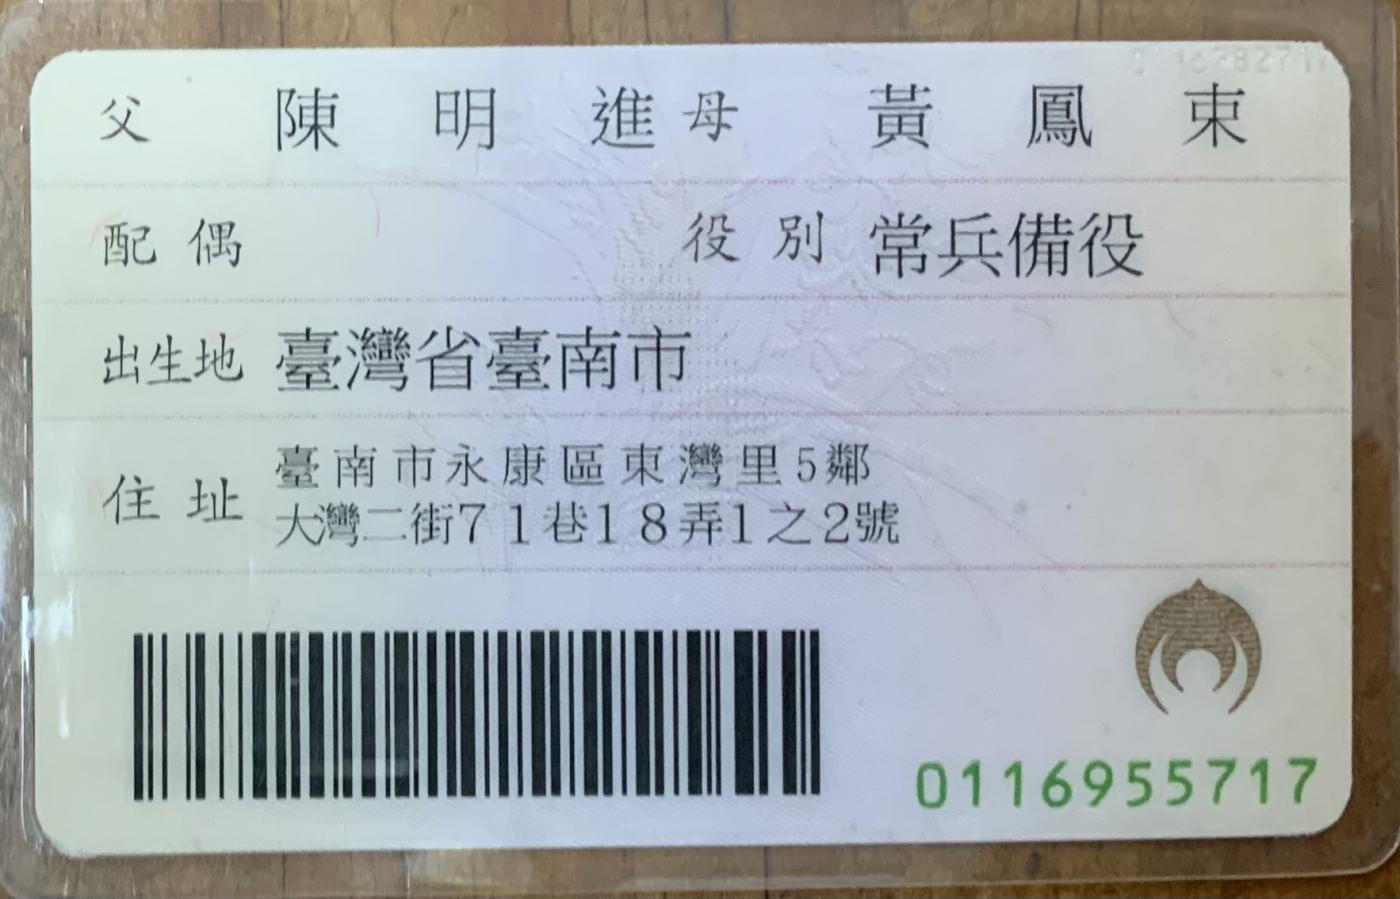 父 陳明進 母 黃鳳束
配偶 役別 常兵備役
出生地 臺灣省臺南市
住址 臺南市永康區東灣里5鄰
大灣二街71巷18弄1之2號
0116955717